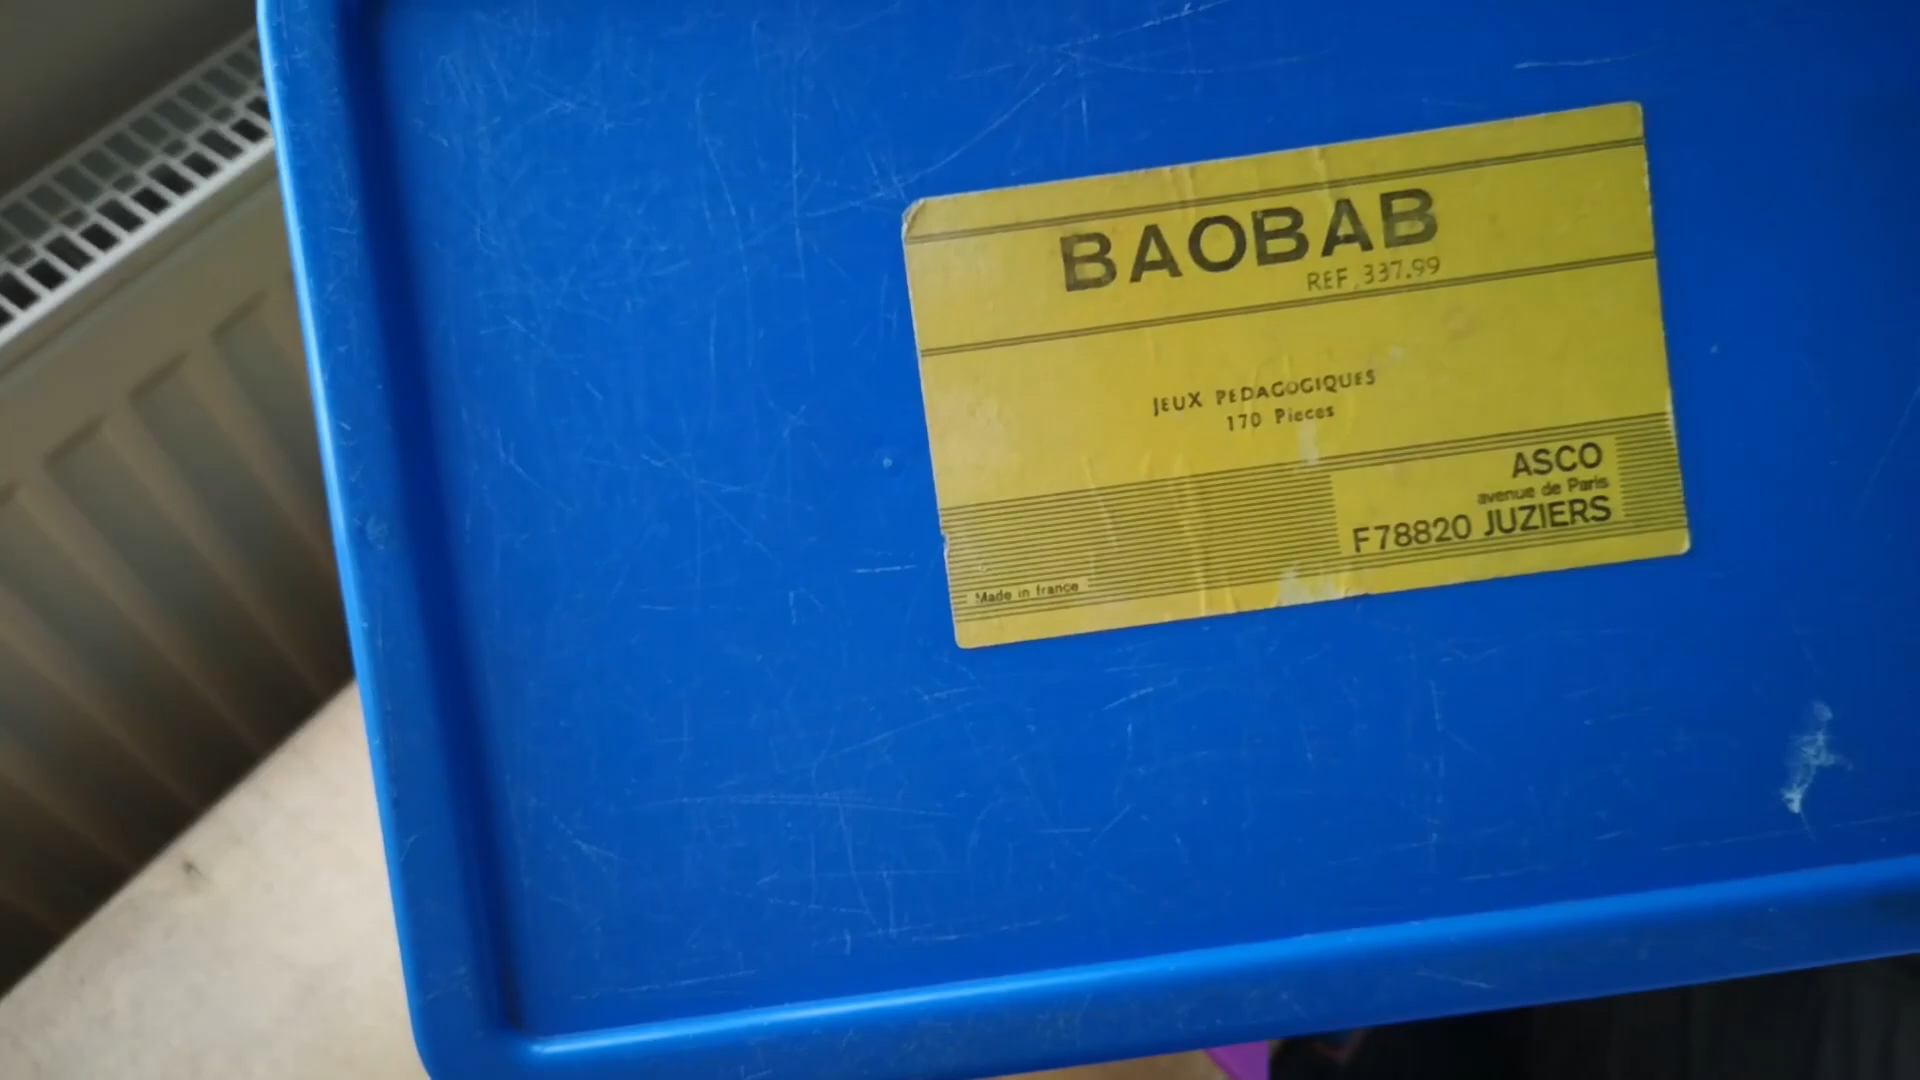 BAOBAB
REF.337.99
JEUX PEDAGOGIQUES
170 Pieces
ASCO
avenue de Paris
F78820 JUZIERS
Made in france